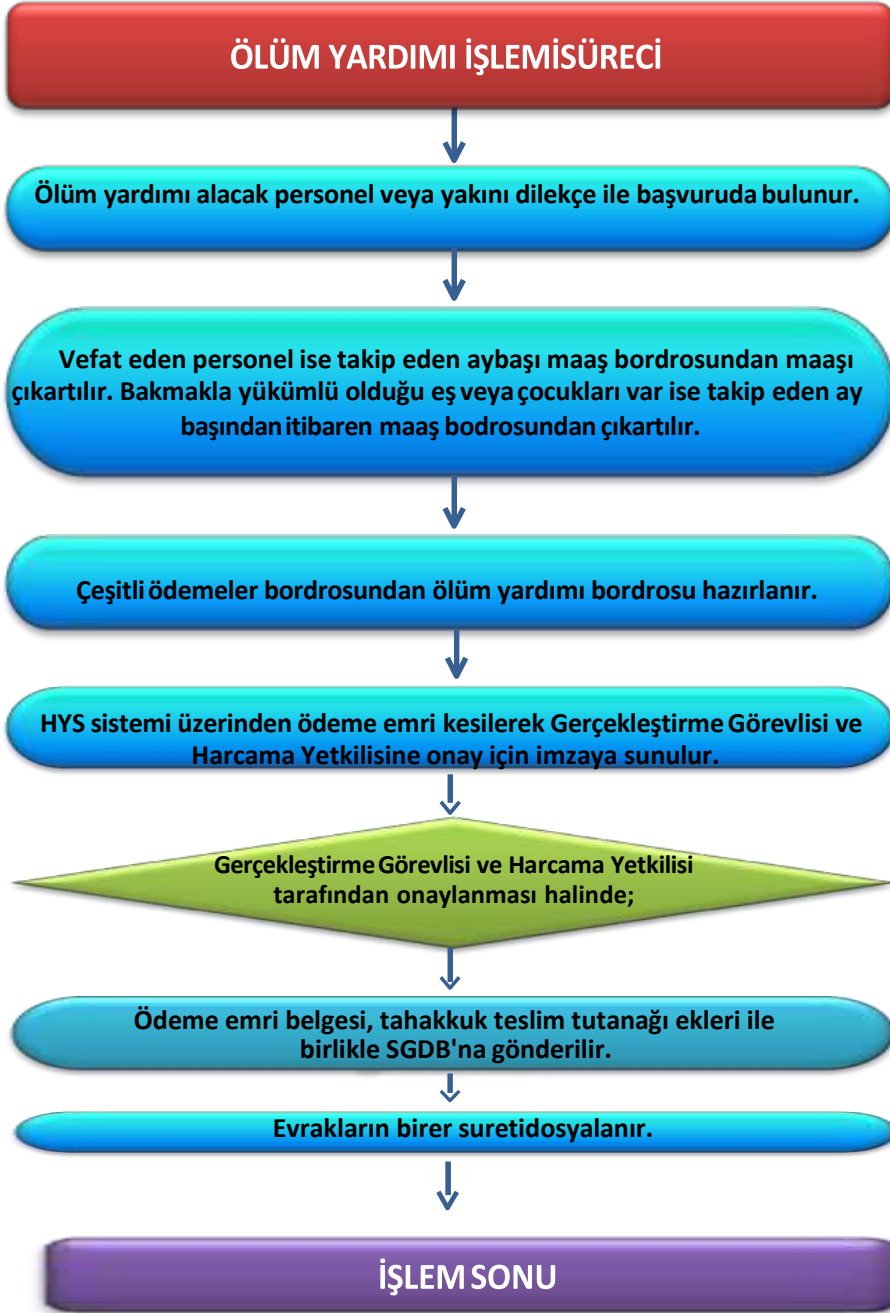 ÖLÜM YARDIMI İŞLEMİSÜRECİ
Ölüm yardımı alacak personel veya yakını dilekçe ile başvuruda bulunur.
Vefat eden personel ise takip eden aybaşı maaş bordrosundan maaşı
çıkartılır. Bakmakla yükümlü olduğu eş veya çocukları var ise takip eden ay
başından itibaren maaş bodrosundan çıkartılır.
Çeşitli ödemeler bordrosundan ölüm yardımı bordrosu hazırlanır.
HYS sistemi üzerinden ödeme emri kesilerek Gerçekleştirme Görevlisi ve
Harcama Yetkilisine onay için imzaya sunulur.
Gerçekleştirme Görevlisi ve Harcama Yetkilisi
tarafından onaylanması halinde;
Ödeme emri belgesi, tahakkuk teslim tutanağı ekleri ile
birlikte SGDB'na gönderilir.
Evrakların birer suretidosyalanır.
İŞLEM SONU